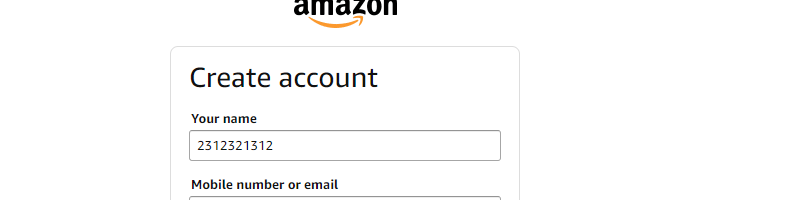 amazon
Create account
Your name
2312321312
Mobile number or email